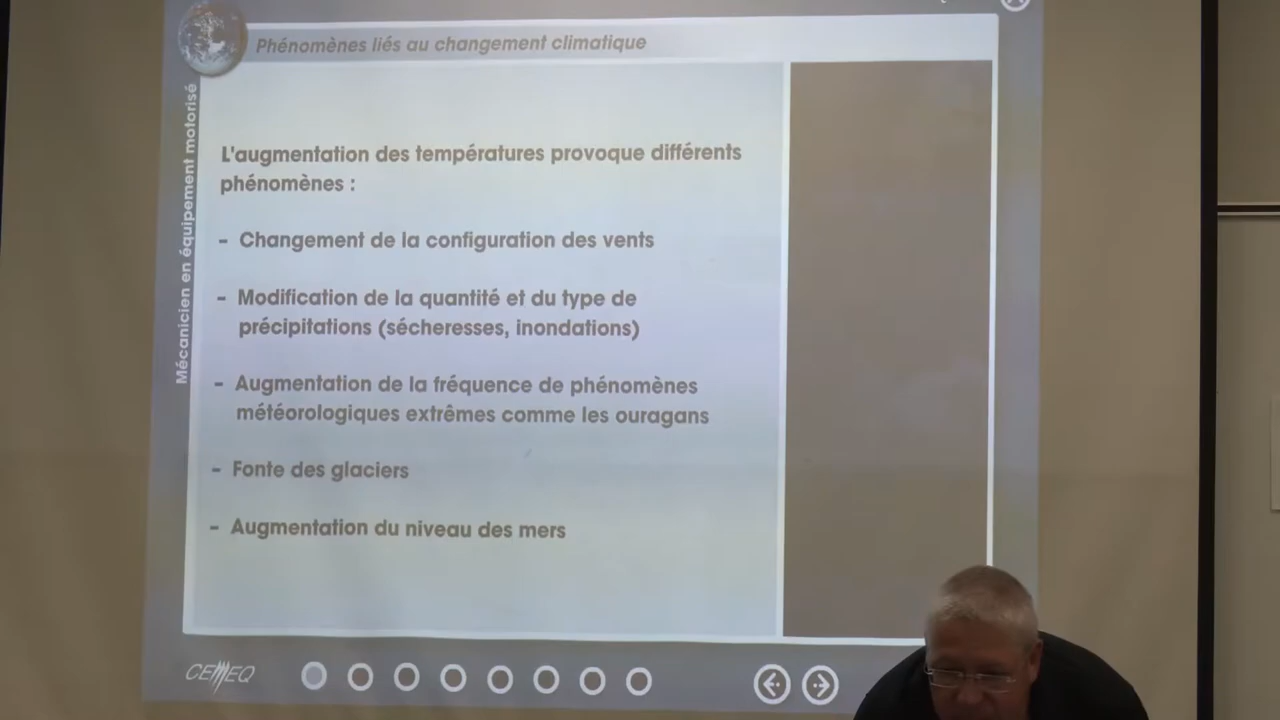 Phénomènes liés au changement climatique
Mécanicien en équipement motorisé
L'augmentation des températures provoque différents
phénomènes :
- Changement de la configuration des vents
- Modification de la quantité et du type de
précipitations (sécheresses, inondations)
- Augmentation de la fréquence de phénomènes
météorologiques extrêmes comme les ouragans
- Fonte des glaciers
- Augmentation du niveau des mers
CEMEQ